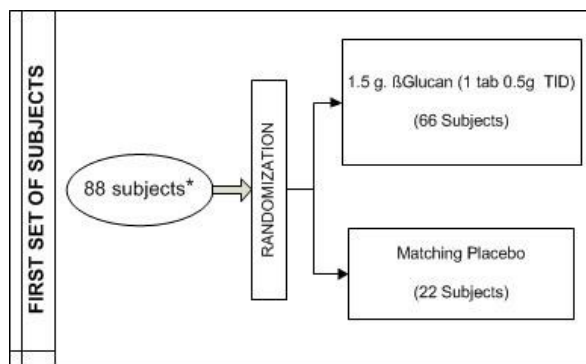 FIRST SET OF SUBJECTS
88 subjects*
RANDOMIZATION
1.5 g. ßGlucan (1 tab 0.5g TID)
(66 Subjects)
Matching Placebo
(22 Subjects)